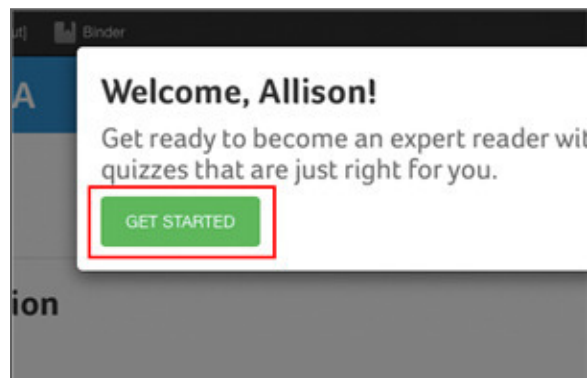 ut] Binder
A
Welcome, Allison!
Get ready to become an expert reader wit
quizzes that are just right for you.
GET STARTED
ion